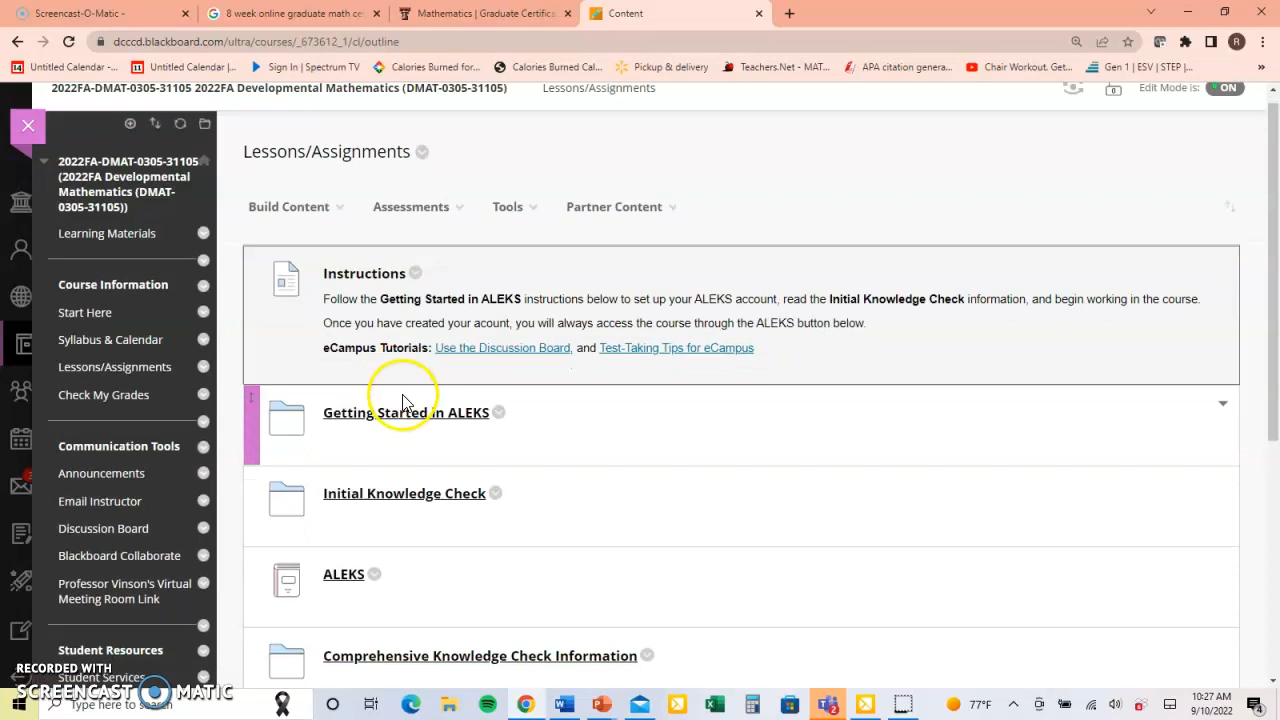 Screencast-O-Matic
8 week online graduate math ce
Mathematics | Graduate Certifica
Content
dcccd.blackboard.com/ultra/courses/_673612_1/cl/outline
Untitled Calendar -...
Untitled Calendar |...
Sign In | Spectrum TV
Calories Burned for...
Calories Burned Cal...
Pickup & delivery
Teachers.Net - MAT...
APA citation genera...
Chair Workout. Get...
Gen 1 | ESV | STEP |...
2022FA-DMAT-0305-31105 2022FA Developmental Mathematics (DMAT-0305-31105)
Lessons/Assignments
Edit Mode is:
ON
2022FA-DMAT-0305-31105
(2022FA Developmental
Mathematics (DMAT-
0305-31105))
Learning Materials
Course Information
Start Here
Syllabus & Calendar
Lessons/Assignments
Check My Grades
Communication Tools
Announcements
Email Instructor
Discussion Board
Blackboard Collaborate
Professor Vinson's Virtual
Meeting Room Link
Student Resources
Student Services
Lessons/Assignments
Build Content
Assessments
Tools
Partner Content
Instructions
Follow the Getting Started in ALEKS instructions below to set up your ALEKS account, read the Initial Knowledge Check information, and begin working in the course.
Once you have created your acount, you will always access the course through the ALEKS button below.
eCampus Tutorials: Use the Discussion Board, and Test-Taking Tips for eCampus
Getting Started in ALEKS
Initial Knowledge Check
ALEKS
Comprehensive Knowledge Check Information
RECORDED WITH
SCREENCAST MATIC
Type here to search
77°F
10:27 AM
9/10/2022